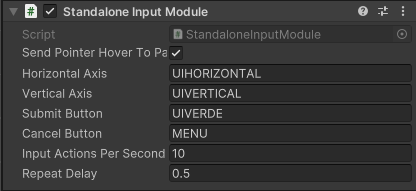 Standalone Input Module
Script StandaloneInputModule
Send Pointer Hover To Pa
Horizontal Axis UIHORIZONTAL
Vertical Axis UIVERTICAL
Submit Button UIVERDE
Cancel Button MENU
Input Actions Per Second 10
Repeat Delay 0.5